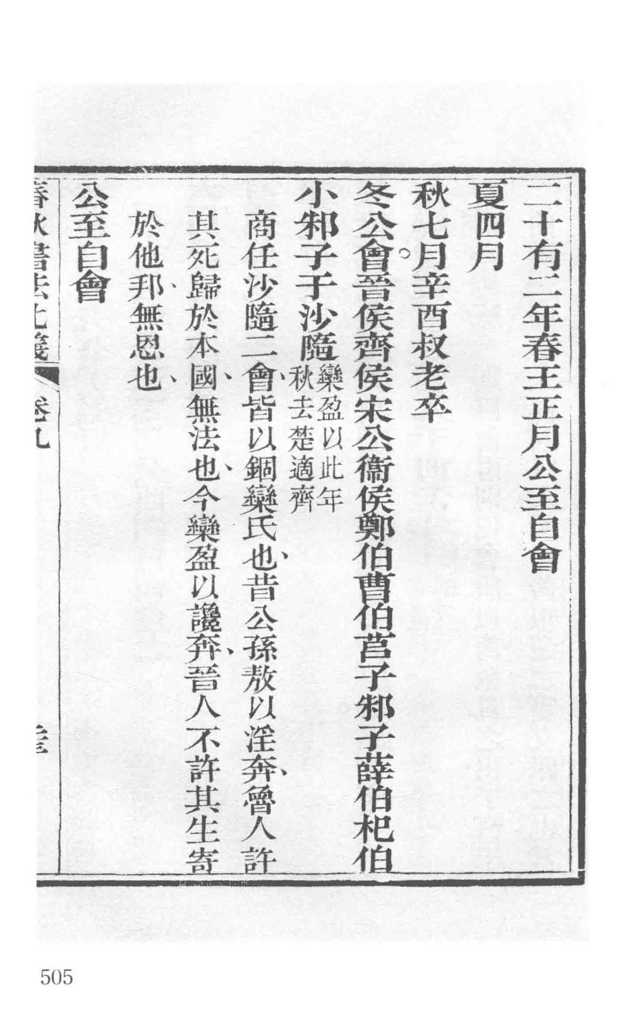 二十有二年春王正月公至自會
夏四月
秋七月辛酉叔老卒
冬公會晉侯齊侯宋公衞侯鄭伯曹伯莒子邾子薛伯杞伯
小邾子于沙隨欒盈以此年
秋去楚適齊
商任沙隨二會皆以錮欒氏也昔公孫敖以淫奔魯人許
其死歸於本國無法也今欒盈以讒奔晉人不許其生寄
於他邦無恩也
公至自會
春秋書法比義
卷九
505